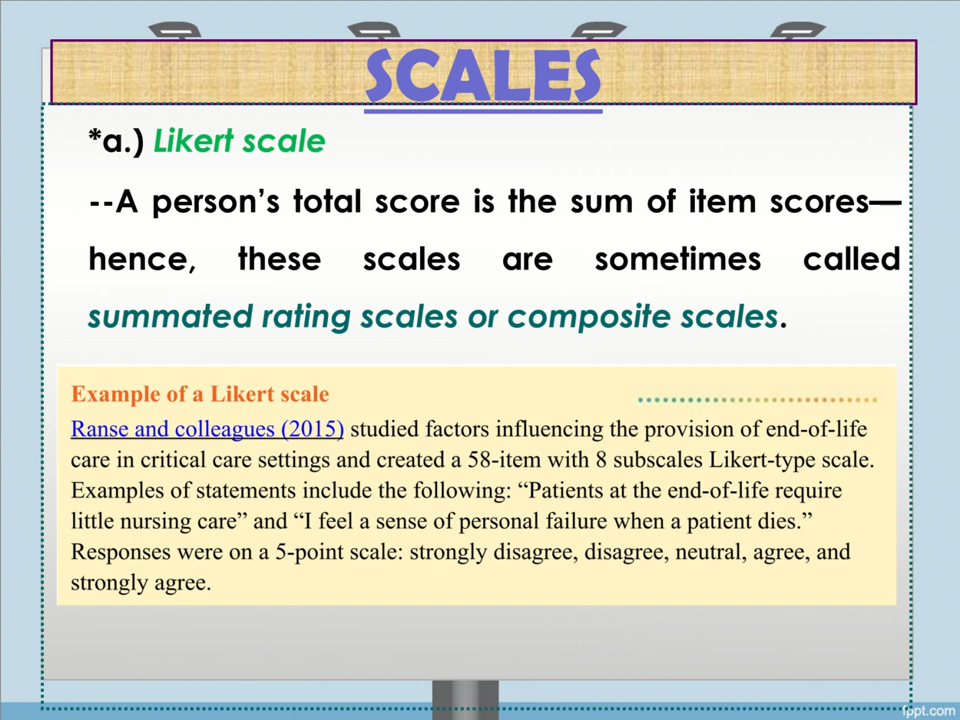 SCALES
*a.) Likert scale
--A person’s total score is the sum of item scores—
hence, these scales are sometimes called
summated rating scales or composite scales.
Example of a Likert scale
Ranse and colleagues (2015) studied factors influencing the provision of end-of-life
care in critical care settings and created a 58-item with 8 subscales Likert-type scale.
Examples of statements include the following: “Patients at the end-of-life require
little nursing care” and “I feel a sense of personal failure when a patient dies.”
Responses were on a 5-point scale: strongly disagree, disagree, neutral, agree, and
strongly agree.
fppt.com